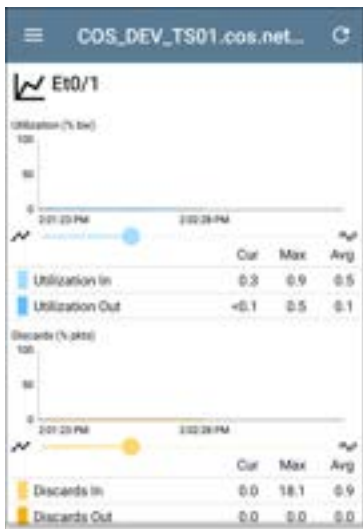 COS_DEV_TS01.cos.net...
Et0/1
Utilization (% bw)
100
50
0
2:01:23 PM 2:02:28 PM
Cur Max Avg
Utilization In 0.3 0.9 0.5
Utilization Out <0.1 0.5 0.1
Discards (% pkts)
100
50
0
2:01:23 PM 2:02:28 PM
Cur Max Avg
Discards In 0.0 18.1 0.9
Discards Out 0.0 0.0 0.0